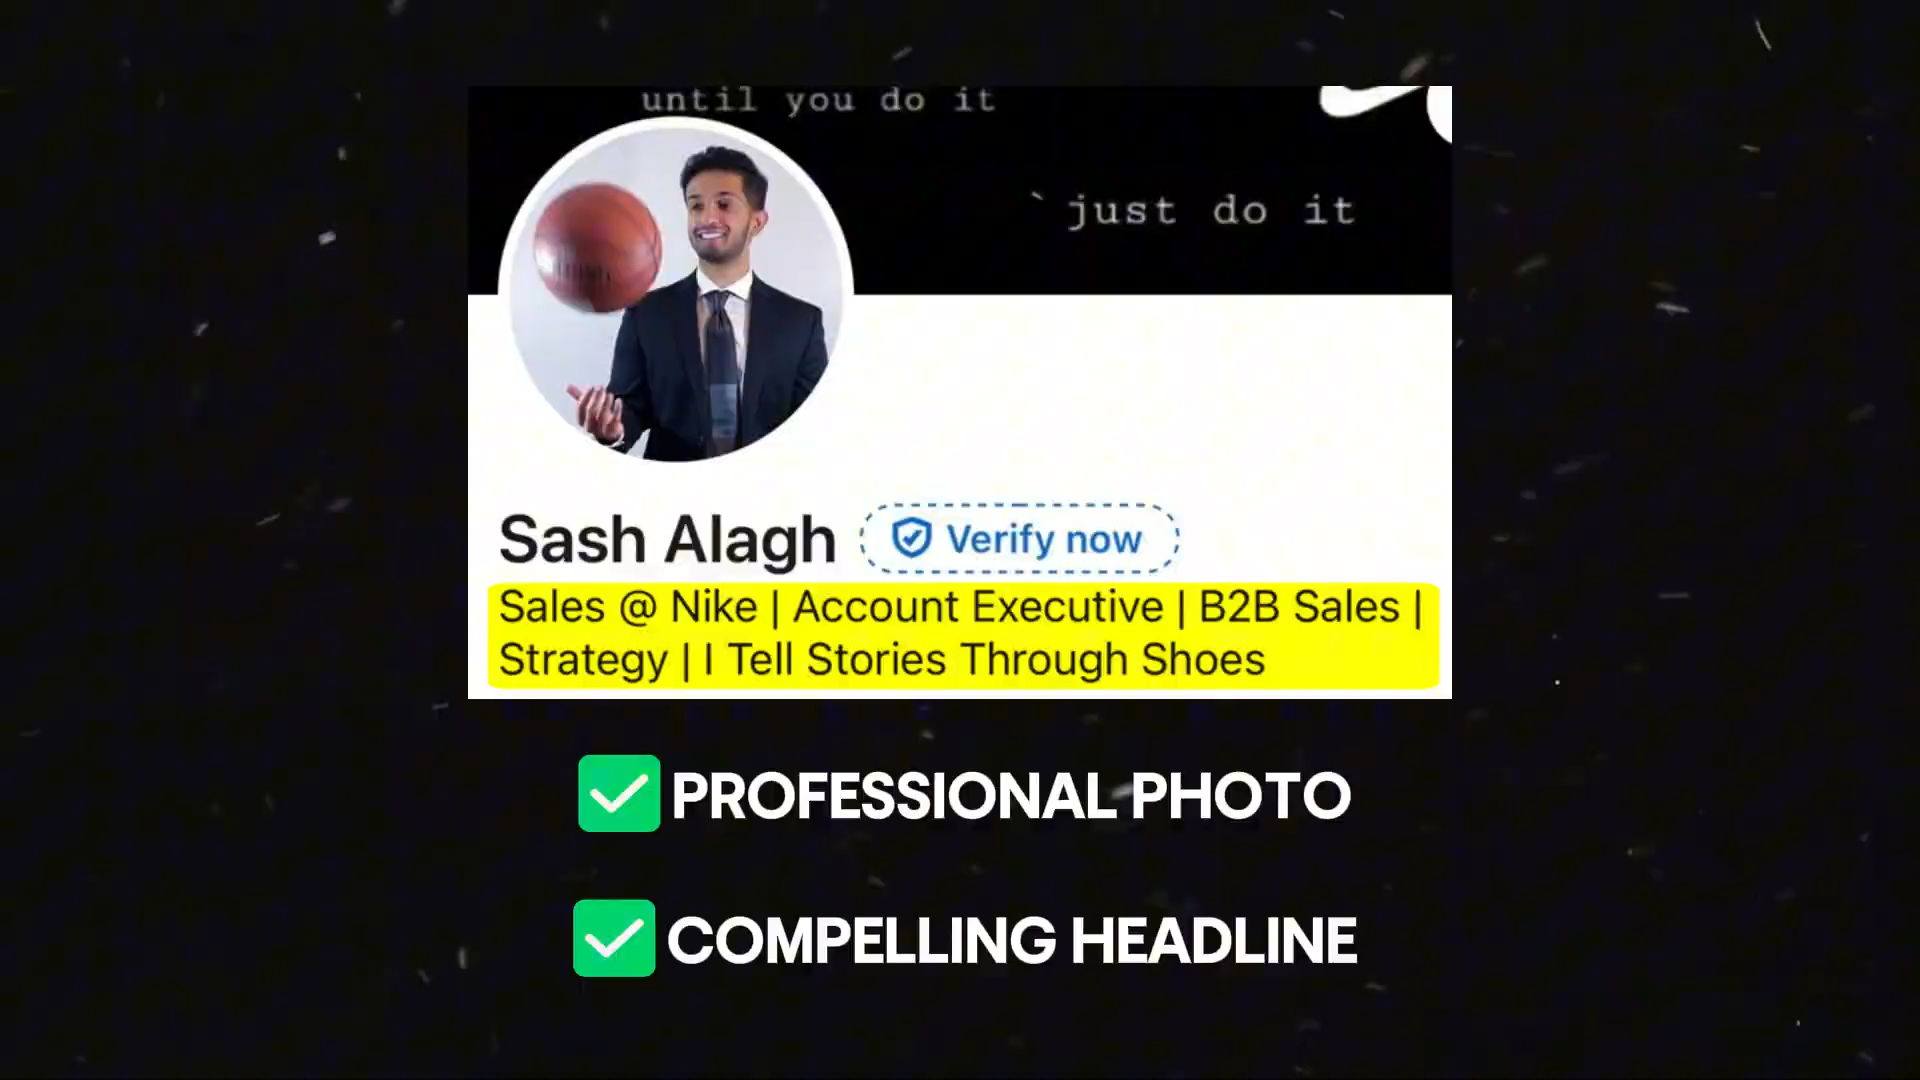 until you do it
`just do it
Sash Alagh
Verify now
Sales @ Nike | Account Executive | B2B Sales |
Strategy | I Tell Stories Through Shoes
PROFESSIONAL PHOTO
COMPELLING HEADLINE